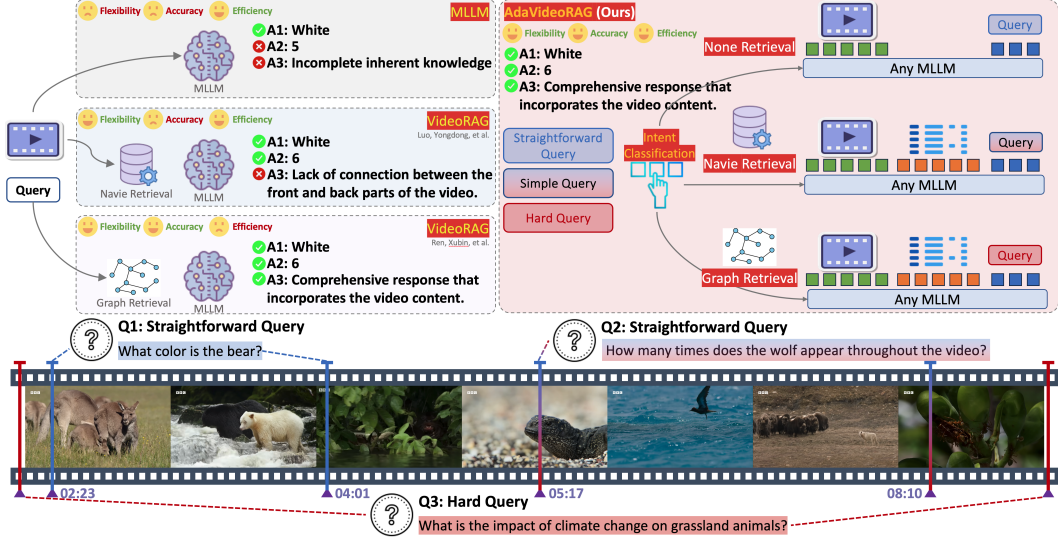 Flexibility Accuracy Efficiency
MLLM
A1: White
A2: 5
A3: Incomplete inherent knowledge
MLLM
Flexibility Accuracy Efficiency
VideoRAG
Luo, Yongdong, et al.
A1: White
A2: 6
A3: Lack of connection between the
front and back parts of the video.
Navie Retrieval
MLLM
Query
Flexibility Accuracy Efficiency
VideoRAG
Ren, Xubin, et al.
A1: White
A2: 6
A3: Comprehensive response that
incorporates the video content.
Graph Retrieval
MLLM
AdaVideoRAG (Ours)
Flexibility Accuracy Efficiency
A1: White
A2: 6
A3: Comprehensive response that
incorporates the video content.
Straightforward
Query
Simple Query
Hard Query
Intent
Classification
None Retrieval
Query
Any MLLM
Navie Retrieval
Query
Any MLLM
Graph Retrieval
Query
Any MLLM
Q1: Straightforward Query
What color is the bear?
Q2: Straightforward Query
How many times does the wolf appear throughout the video?
02:23
04:01
05:17
08:10
Q3: Hard Query
What is the impact of climate change on grassland animals?